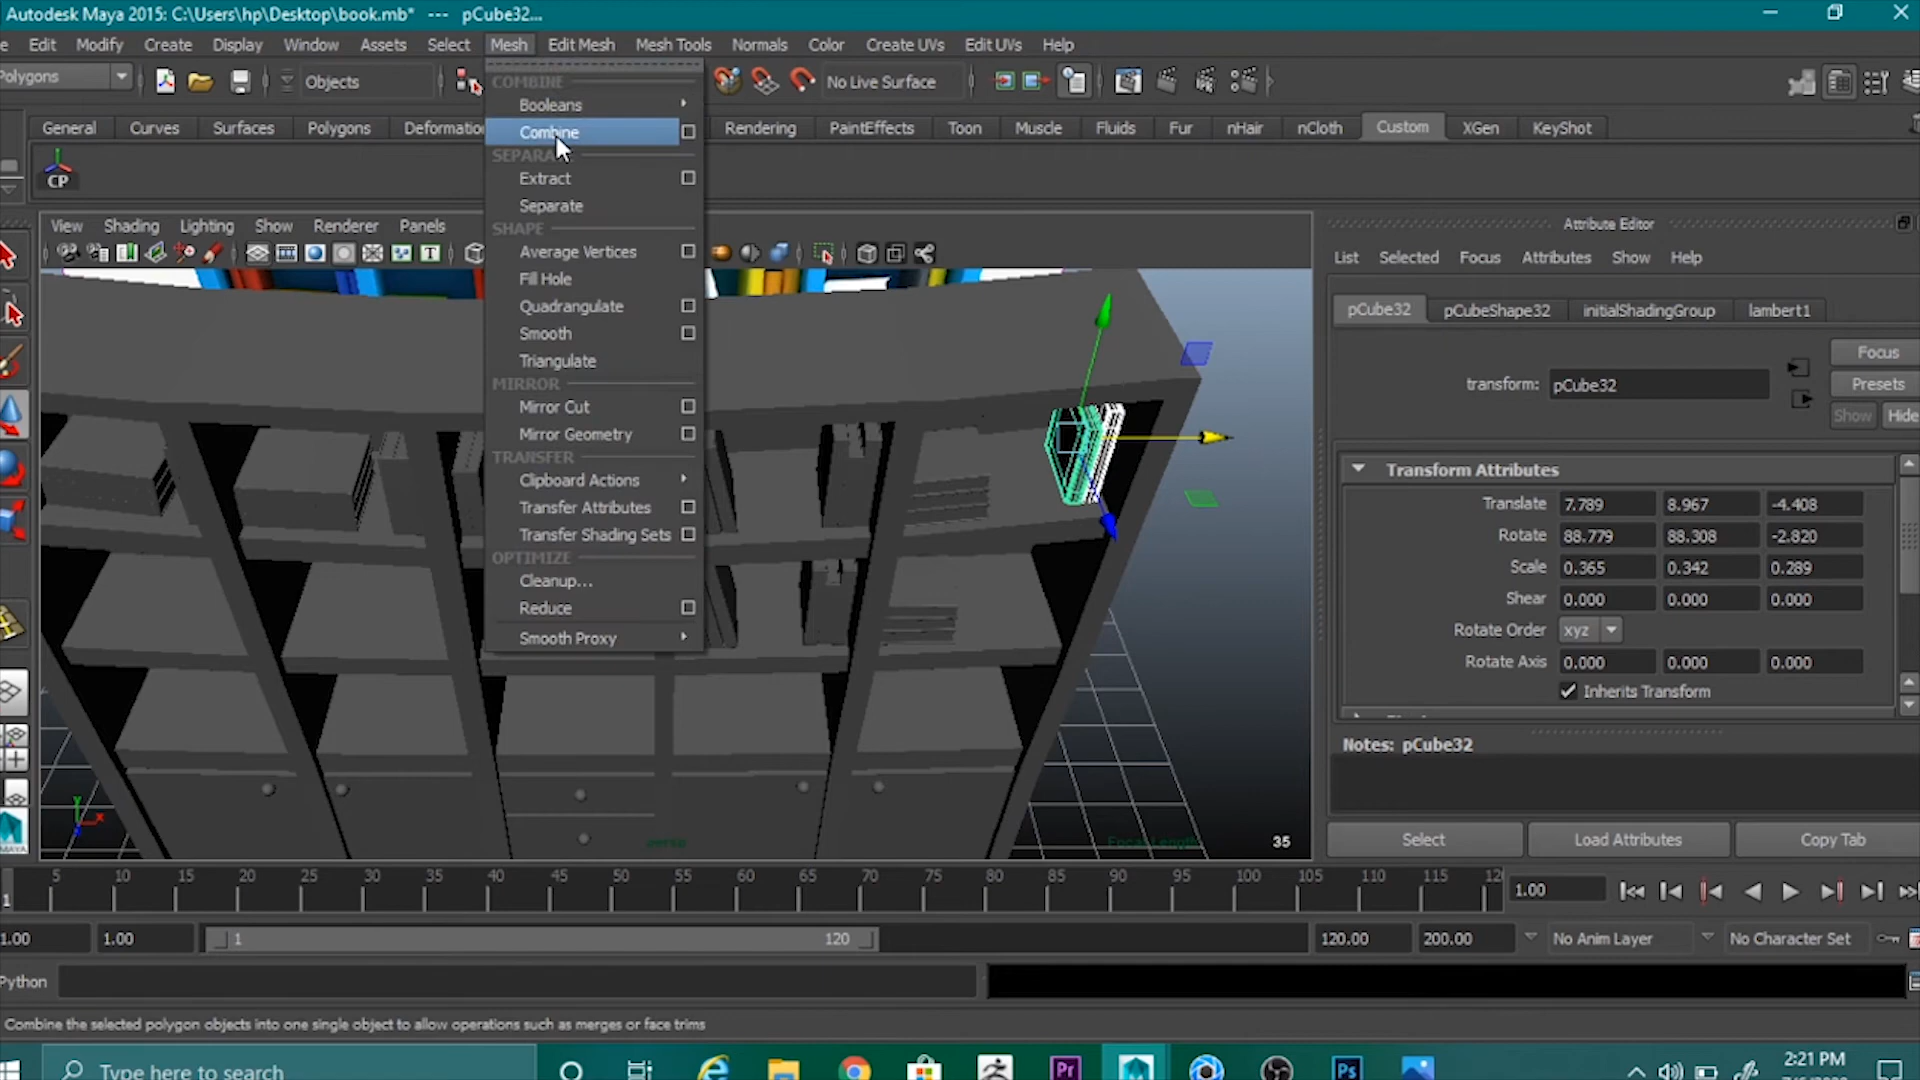 Autodesk Maya 2015: C:\Users\hp\Desktop\book.mb* --- pCube32...
e Edit Modify Create Display Window Assets Select Mesh Edit Mesh Mesh Tools Normals Color Create UVs Edit UVs Help
Polygons Objects No Live Surface
General Curves Surfaces Polygons Deformation Rendering PaintEffects Toon Muscle Fluids Fur nHair nCloth Custom XGen KeyShot
CP
COMBINE
Booleans
Combine
SEPARA
Extract
Separate
SHAPE
Average Vertices
Fill Hole
Quadrangulate
Smooth
Triangulate
MIRROR
Mirror Cut
Mirror Geometry
TRANSFER
Clipboard Actions
Transfer Attributes
Transfer Shading Sets
OPTIMIZE
Cleanup...
Reduce
Smooth Proxy
View Shading Lighting Show Renderer Panels
T
y
x
persp
Focal Length 35
MAYA
Attribute Editor
List Selected Focus Attributes Show Help
pCube32 pCubeShape32 initialShadingGroup lambert1
Focus
transform: pCube32 Presets
Show Hide
Transform Attributes
Translate 7.789 8.967 -4.408
Rotate 88.779 88.308 -2.820
Scale 0.365 0.342 0.289
Shear 0.000 0.000 0.000
Rotate Order xyz
Rotate Axis 0.000 0.000 0.000
Inherits Transform
Notes: pCube32
Select Load Attributes Copy Tab
1 5 10 15 20 25 30 35 40 45 50 55 60 65 70 75 80 85 90 95 100 105 110 115 12 1.00
1.00 1.00 1 120 120.00 200.00 No Anim Layer No Character Set
Python
Combine the selected polygon objects into one single object to allow operations such as merges or face trims
Type here to search
Pr Ps
2:21 PM